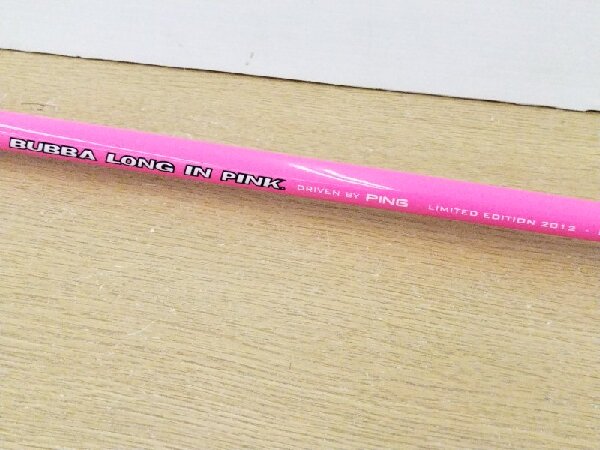 BUBBA LONG IN PINK. DRIVEN BY PING LIMITED EDITION 2012 -